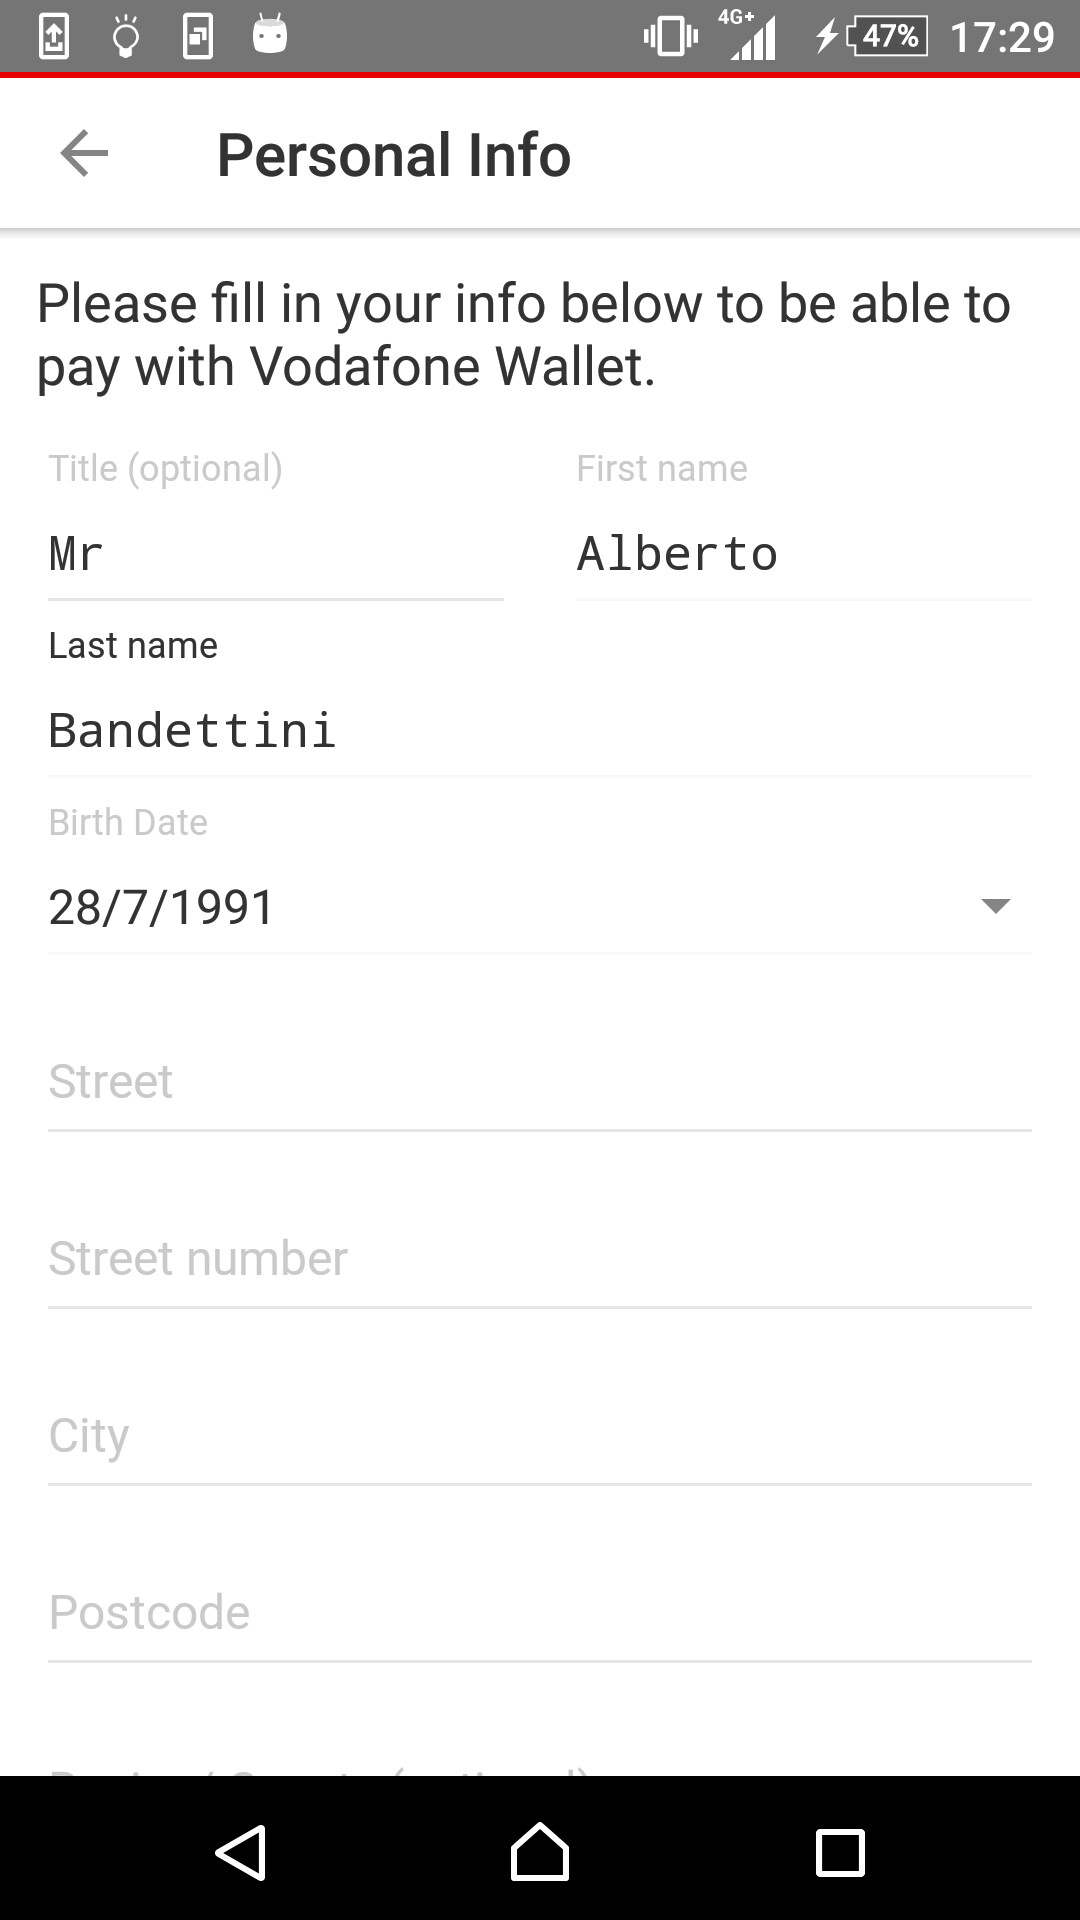 4G+ 47% 17:29
Personal Info
Please fill in your info below to be able to
pay with Vodafone Wallet.
Title (optional) First name
Mr Alberto
Last name
Bandettini
Birth Date
28/7/1991
Street
Street number
City
Postcode
(optional)